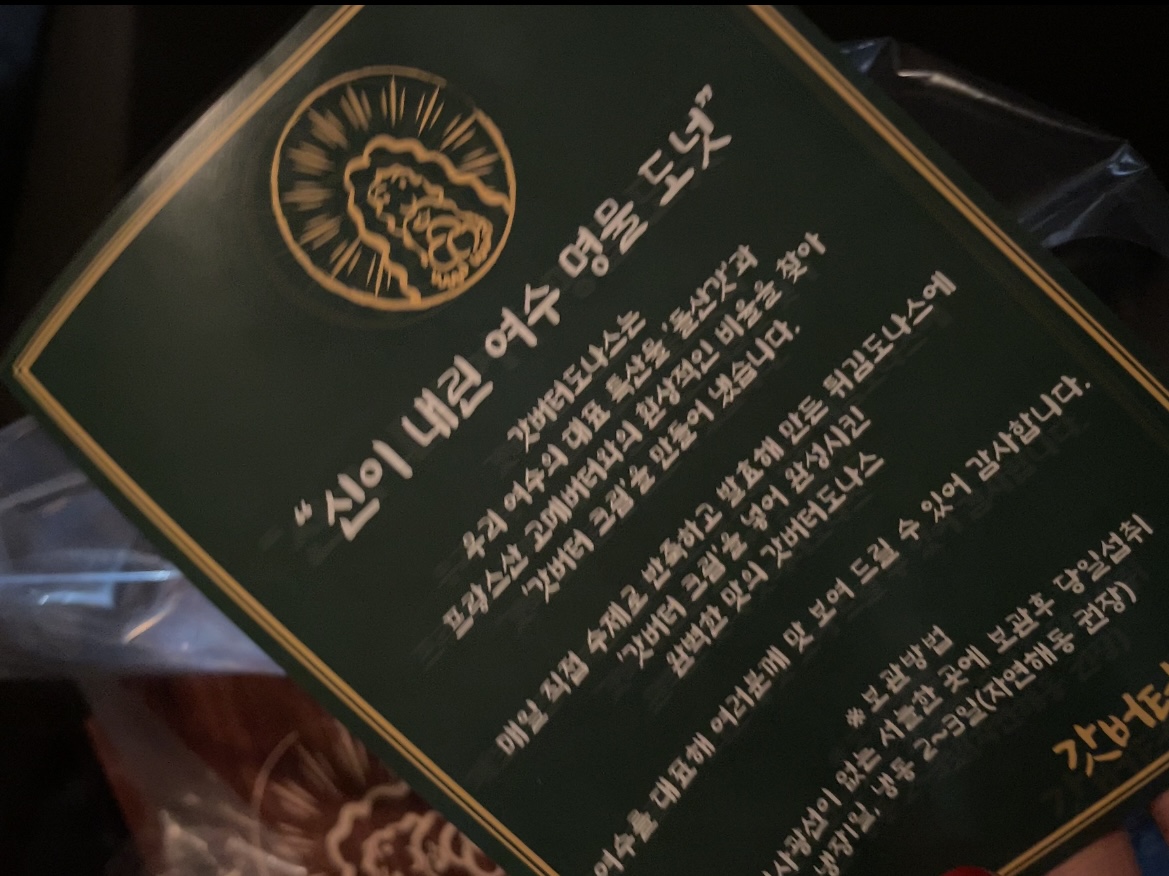 “신이 내린 여수 명물 도넛”
갓버터도나스는
우리 여수의 대표 특산물 '돌산갓'과
프랑스산 고메버터와의 환상적인 비율을 찾아
'갓버터 크림'을 만들어 냈습니다.
매일 직접 수제로 반죽하고 발효해 만든 튀김도나스에
'갓버터 크림'을 넣어 완성시킨
완벽한 맛의 갓버터도나스
여수를 대표해 여러분께 맛 보여 드릴 수 있어 감사합니다.
※ 보관방법
직사광선이 없는 서늘한 곳에 보관후 당일섭취
냉장1일, 냉동 2~3일(자연해동 권장)
갓버터